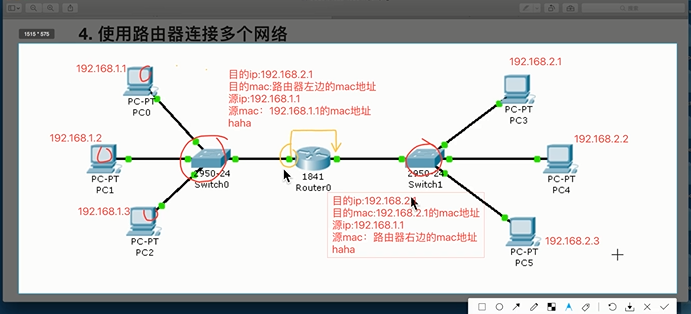 1515 * 575
4. 使用路由器连接多个网络
192.168.1.1
PC-PT
PC0
192.168.1.2
PC-PT
PC1
192.168.1.3
PC-PT
PC2
目的ip:192.168.2.1
目的mac:路由器左边的mac地址
源ip:192.168.1.1
源mac：192.168.1.1的mac地址
haha
2950-24
Switch0
1841
Router0
2950-24
Switch1
目的ip:192.168.2.1
目的mac:192.168.2.1的mac地址
源ip:192.168.1.1
源mac：路由器右边的mac地址
haha
192.168.2.1
PC-PT
PC3
192.168.2.2
PC-PT
PC4
192.168.2.3
PC-PT
PC5